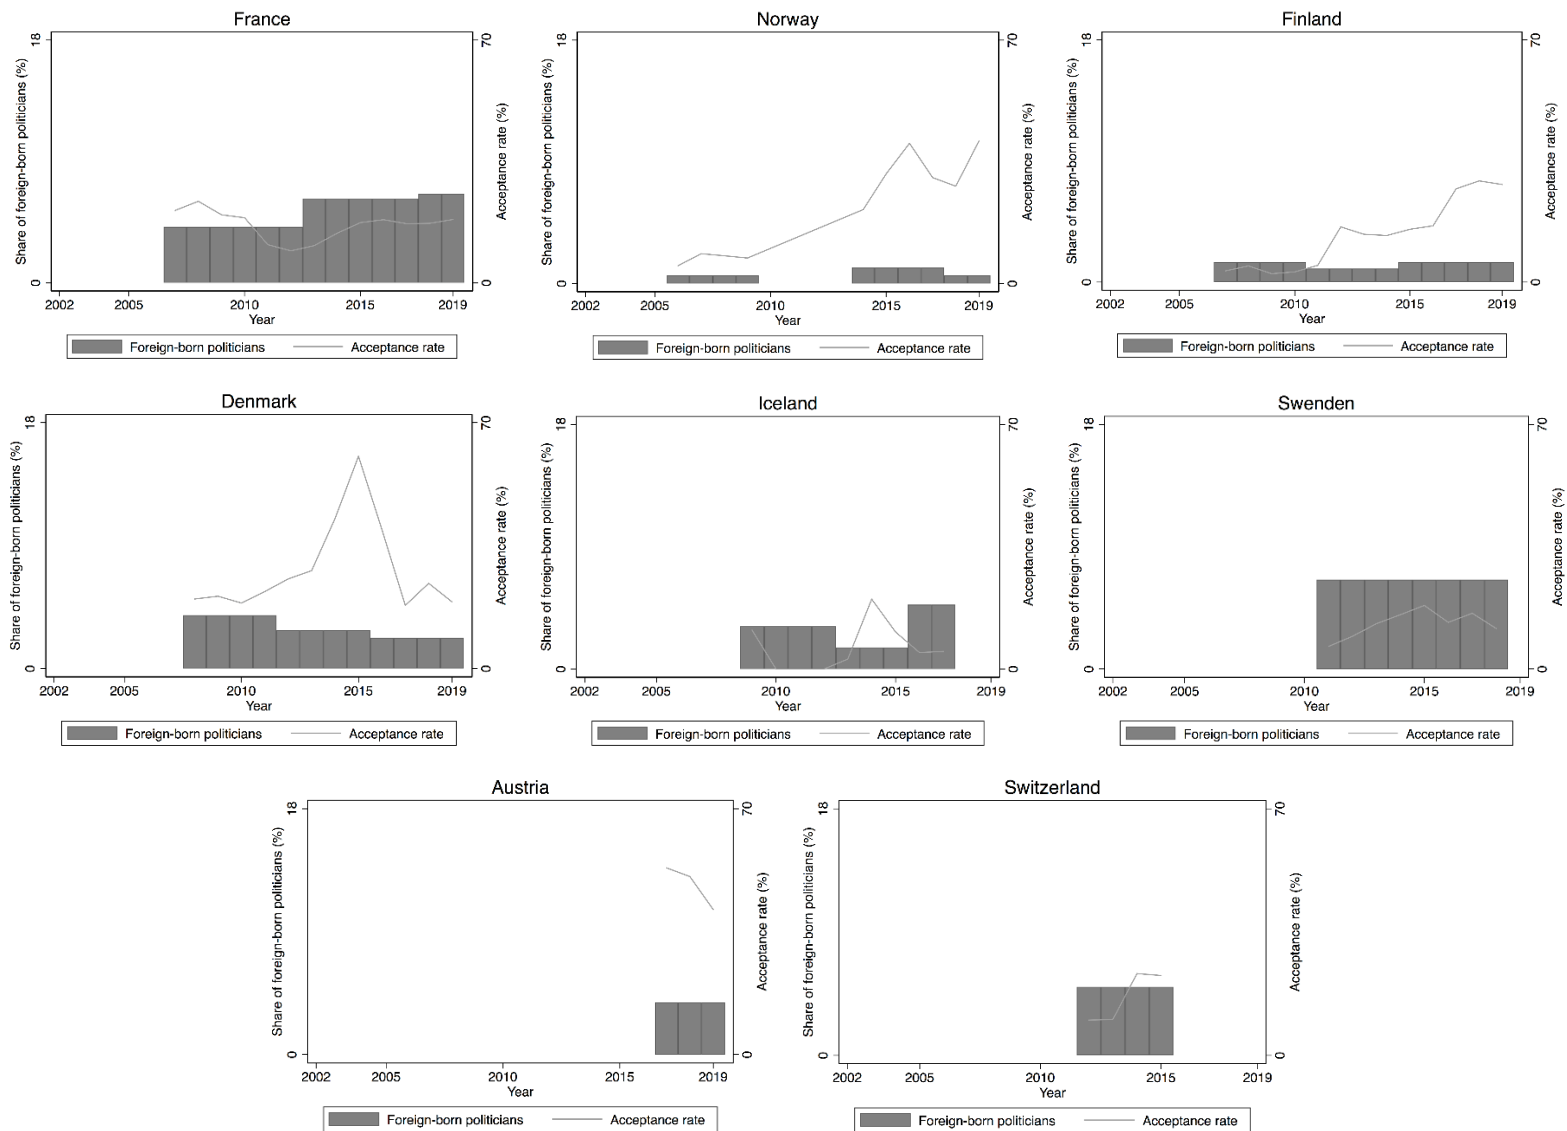 France
Share of foreign-born politicians (%)
18
0
70
0
Acceptance rate (%)
2002 2005 2010 2015 2019
Year
Foreign-born politicians Acceptance rate
Norway
Share of foreign-born politicians (%)
18
0
70
0
Acceptance rate (%)
2002 2005 2010 2015 2019
Year
Foreign-born politicians Acceptance rate
Finland
Share of foreign-born politicians (%)
18
0
70
0
Acceptance rate (%)
2002 2005 2010 2015 2019
Year
Foreign-born politicians Acceptance rate
Denmark
Share of foreign-born politicians (%)
18
0
70
0
Acceptance rate (%)
2002 2005 2010 2015 2019
Year
Foreign-born politicians Acceptance rate
Iceland
Share of foreign-born politicians (%)
18
0
70
0
Acceptance rate (%)
2002 2005 2010 2015 2019
Year
Foreign-born politicians Acceptance rate
Swenden
Share of foreign-born politicians (%)
18
0
70
0
Acceptance rate (%)
2002 2005 2010 2015 2019
Year
Foreign-born politicians Acceptance rate
Austria
Share of foreign-born politicians (%)
18
0
70
0
Acceptance rate (%)
2002 2005 2010 2015 2019
Year
Foreign-born politicians Acceptance rate
Switzerland
Share of foreign-born politicians (%)
18
0
70
0
Acceptance rate (%)
2002 2005 2010 2015 2019
Year
Foreign-born politicians Acceptance rate